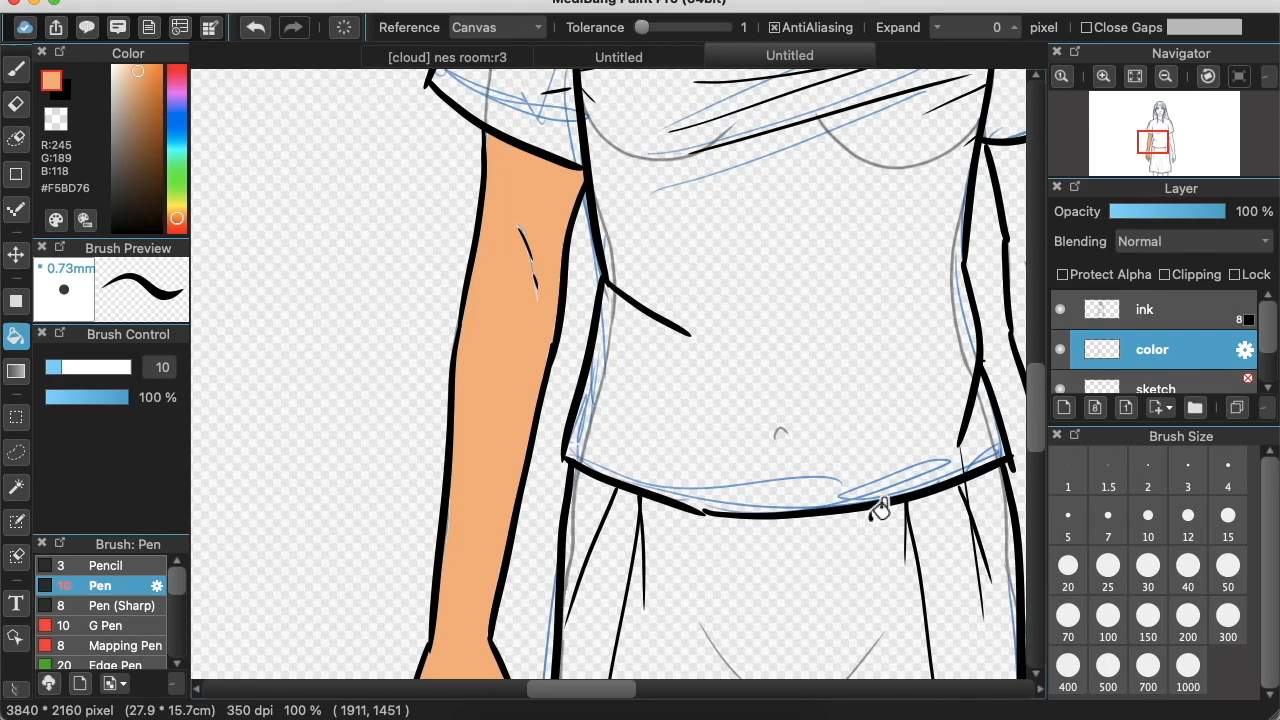 MediBang Paint Pro (64bit)
Reference Canvas Tolerance 1 AntiAliasing Expand 0 pixel Close Gaps
[cloud] nes room:r3 Untitled Untitled
Color
R:245
G:189
B:118
#F5BD76
Brush Preview
* 0.73mm
Brush Control
10
100 %
Brush: Pen
3 Pencil
10 Pen
8 Pen (Sharp)
10 G Pen
8 Mapping Pen
20 Edge Pen
Navigator
Layer
Opacity 100 %
Blending Normal
Protect Alpha Clipping Lock
ink
8
color
sketch
Brush Size
1 1.5 2 3 4
5 7 10 12 15
20 25 30 40 50
70 100 150 200 300
400 500 700 1000
3840 * 2160 pixel (27.9 * 15.7cm) 350 dpi 100 % ( 1911, 1451 )